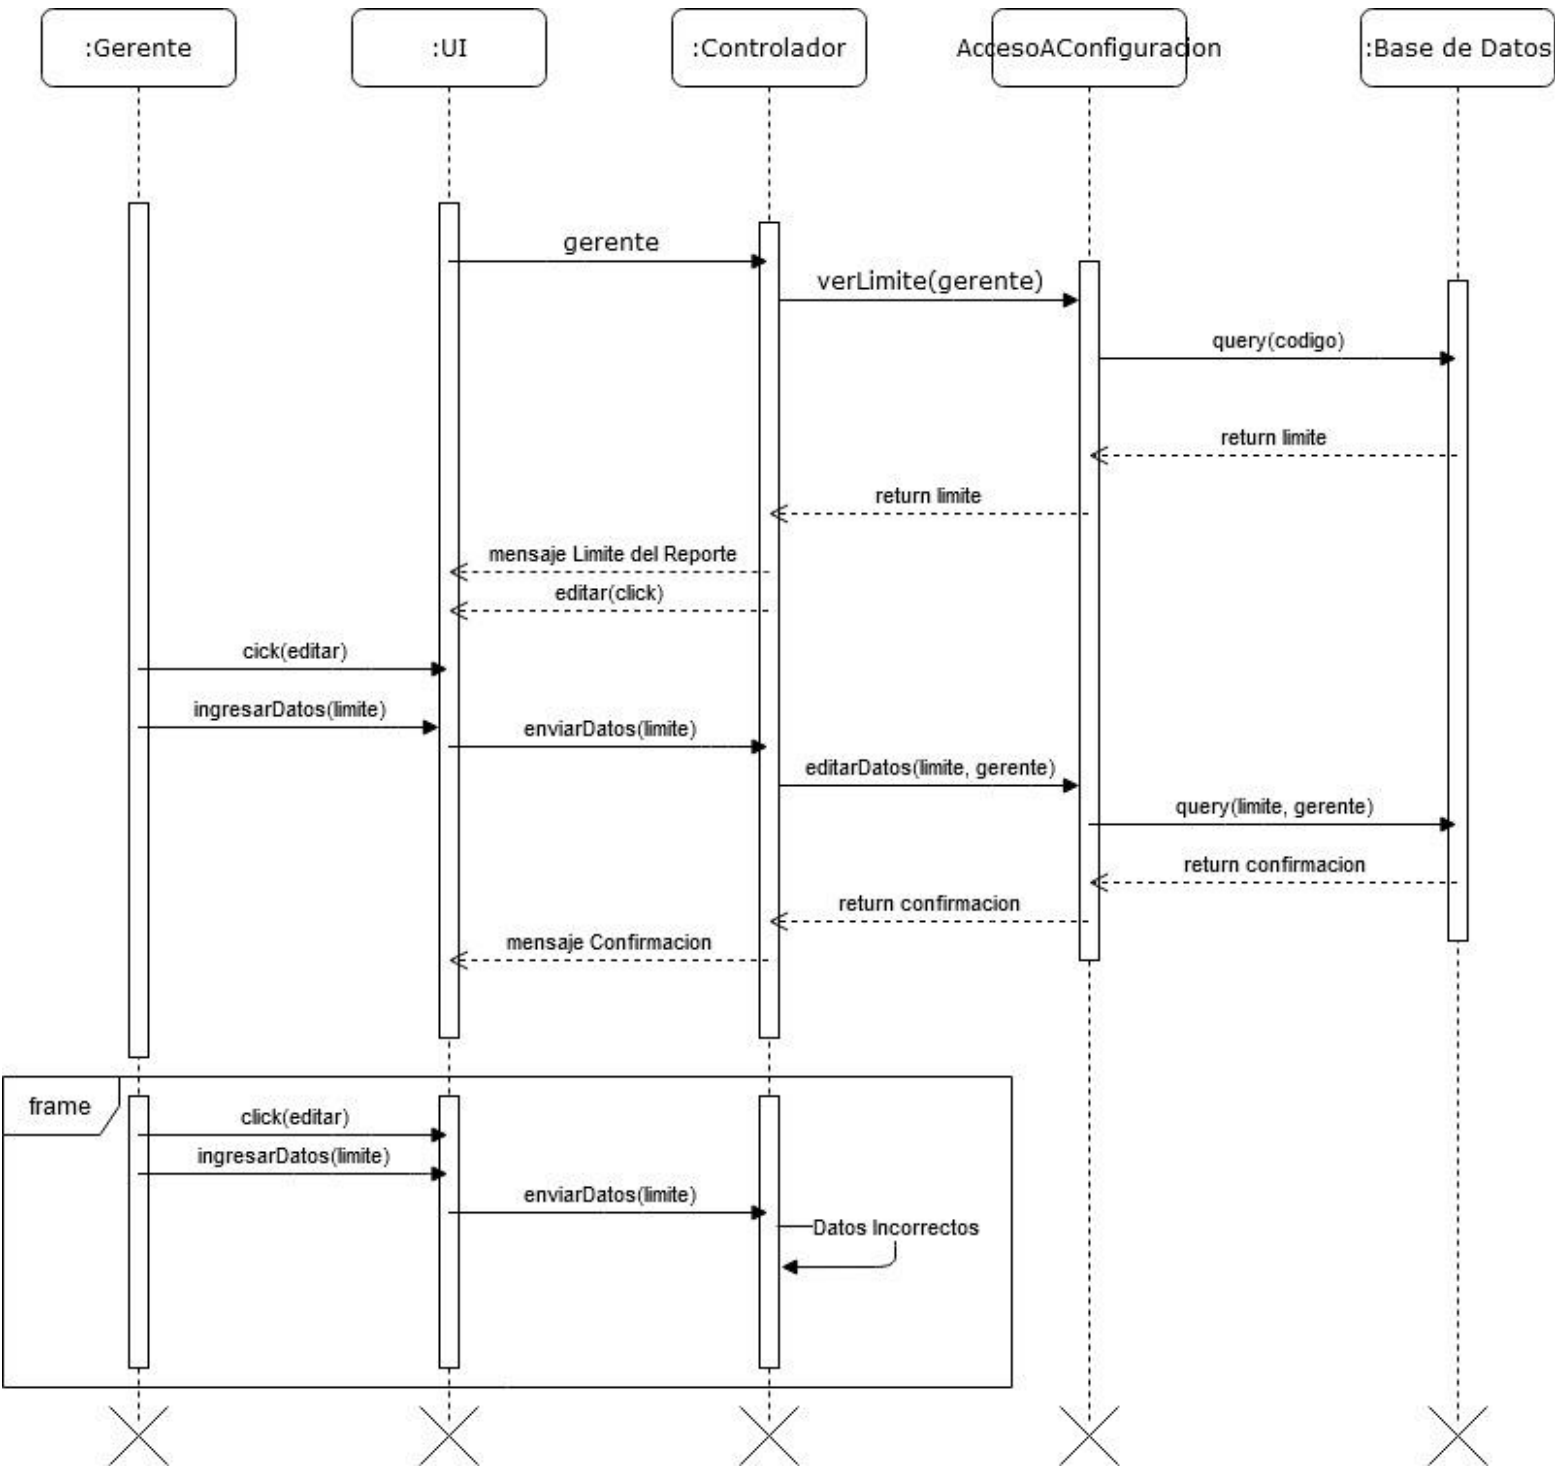 :Gerente
:UI
:Controlador
AccesoAConfiguracion
:Base de Datos
gerente
verLimite(gerente)
query(codigo)
return limite
return limite
mensaje Limite del Reporte
editar(click)
cick(editar)
ingresarDatos(limite)
enviarDatos(limite)
editarDatos(limite, gerente)
query(limite, gerente)
return confirmacion
return confirmacion
mensaje Confirmacion
frame
click(editar)
ingresarDatos(limite)
enviarDatos(limite)
Datos Incorrectos